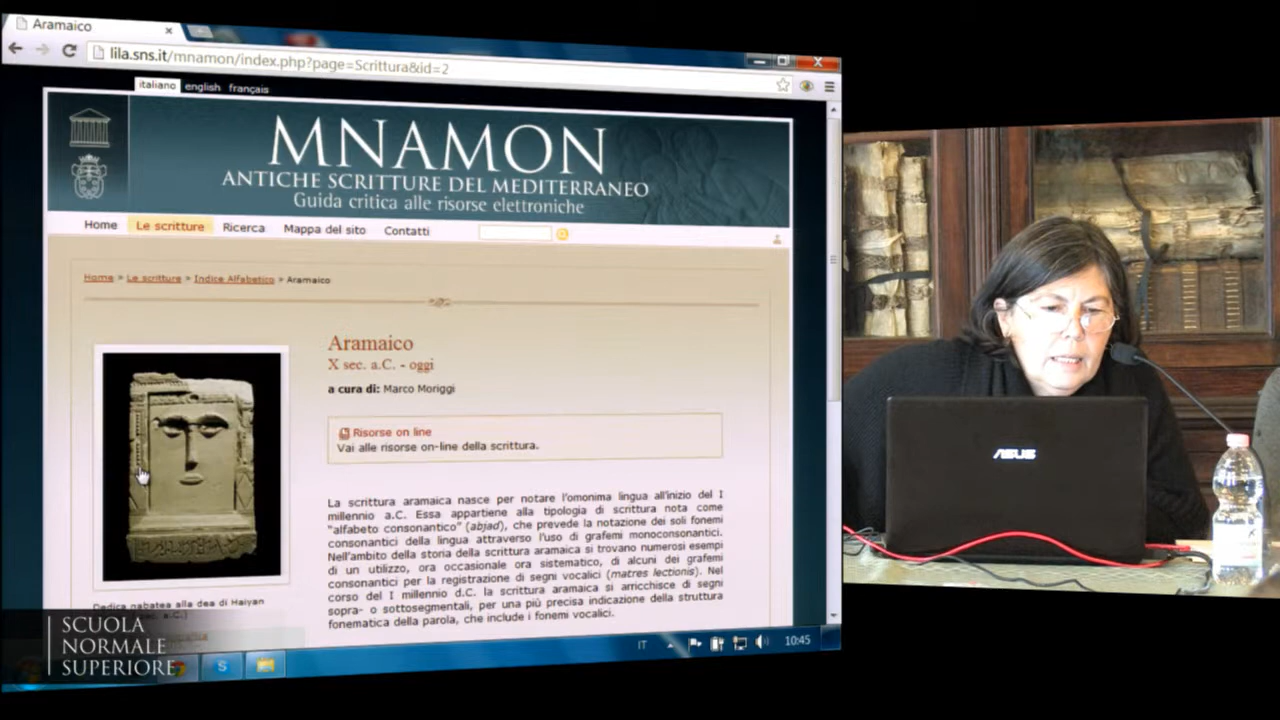 Aramaico
lila.sns.it/mnamon/index.php?page=Scrittura&id=2
italiano english français
MNAMON
ANTICHE SCRITTURE DEL MEDITERRANEO
Guida critica alle risorse elettroniche
Home Le scritture Ricerca Mappa del sito Contatti
Home » Le scritture » Indice Alfabetico » Aramaico
Aramaico
X sec. a.C. - oggi
a cura di: Marco Moriggi
Risorse on line
Vai alle risorse on-line della scrittura.
La scrittura aramaica nasce per notare l'omonima lingua all'inizio del I
millennio a.C. Essa appartiene alla tipologia di scrittura nota come
"alfabeto consonantico" (abjad), che prevede la notazione dei soli fonemi
consonantici della lingua attraverso l'uso di grafemi monoconsonantici.
Nell'ambito della storia della scrittura aramaica si trovano numerosi esempi
di un utilizzo, ora occasionale ora sistematico, di alcuni dei grafemi
consonantici per la registrazione di segni vocalici (matres lectionis). Nel
corso del I millennio d.C. la scrittura aramaica si arricchisce di segni
sopra- o sottosegmentali, per una più precisa indicazione della struttura
fonematica della parola, che include i fonemi vocalici.
Dedica nabatea alla dea di Haiyan
a.C.)
SCUOLA
NORMALE
SUPERIORE
IT 10:45
ASUS